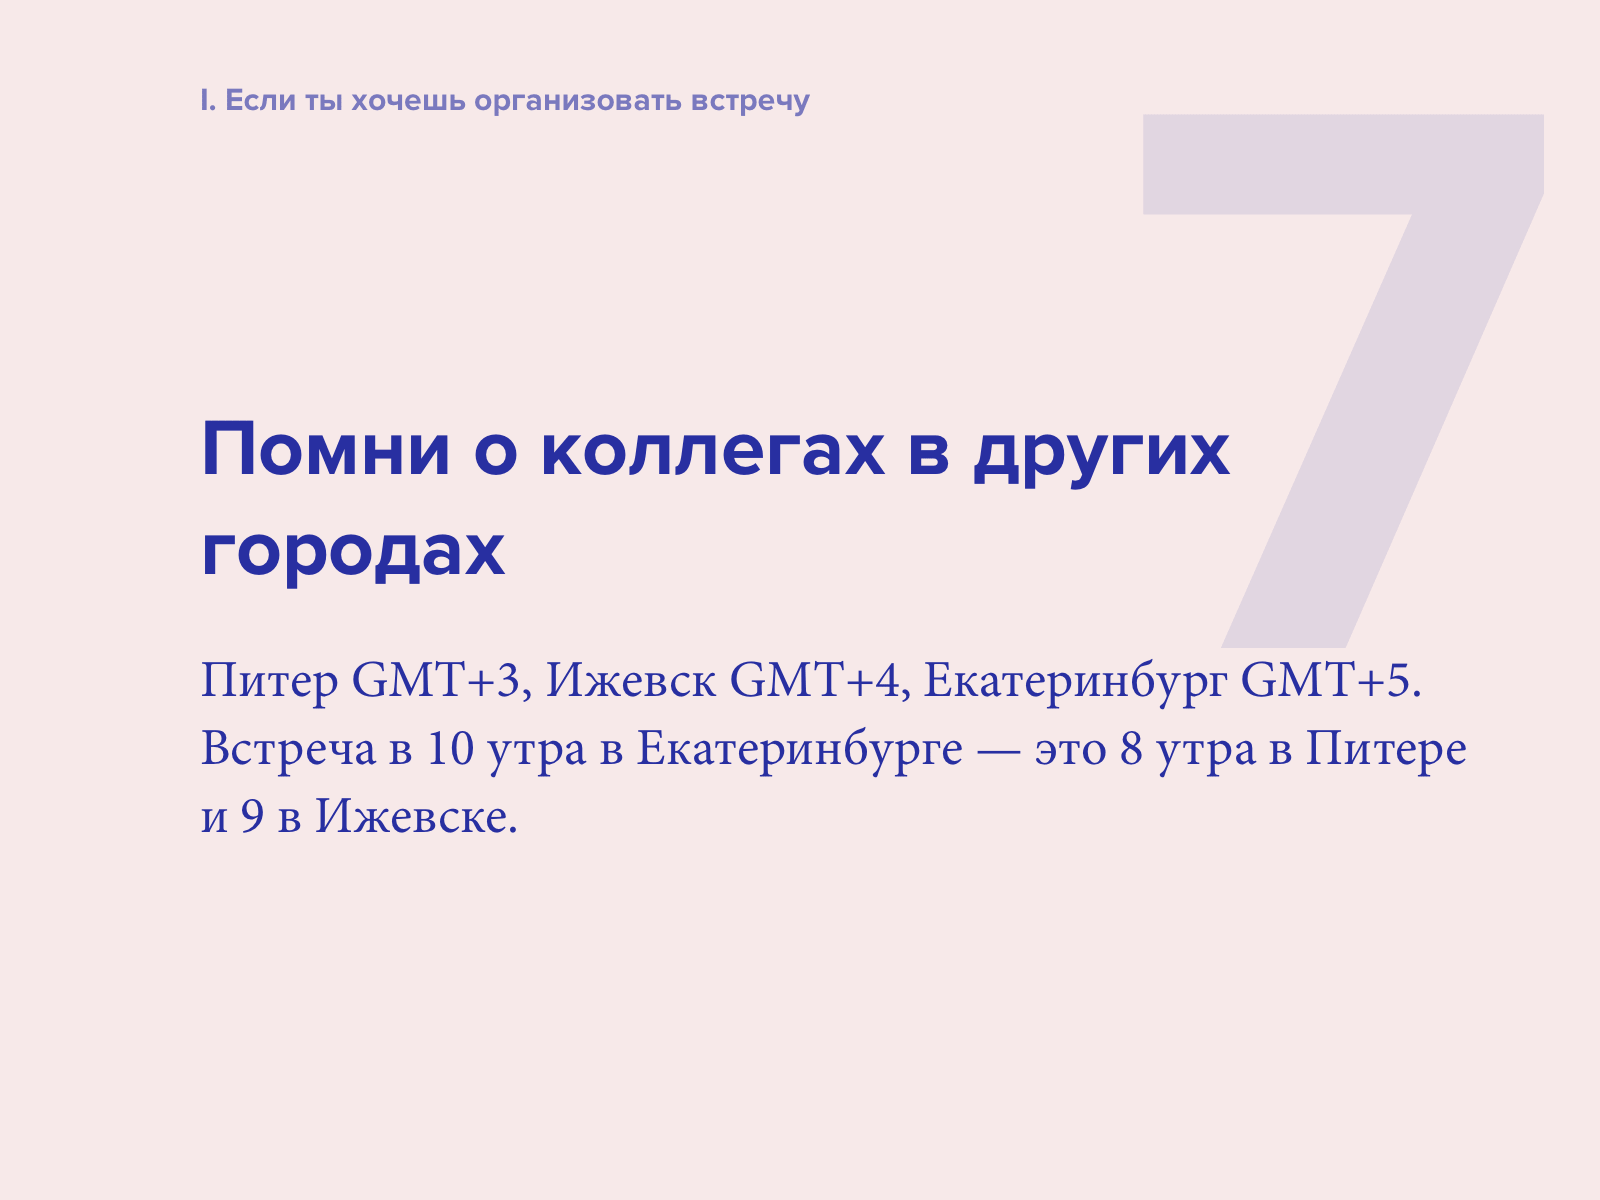 I. Если ты хочешь организовать встречу
7
Помни о коллегах в других
городах
Питер GMT+3, Ижевск GMT+4, Екатеринбург GMT+5.
Встреча в 10 утра в Екатеринбурге — это 8 утра в Питере
и 9 в Ижевске.